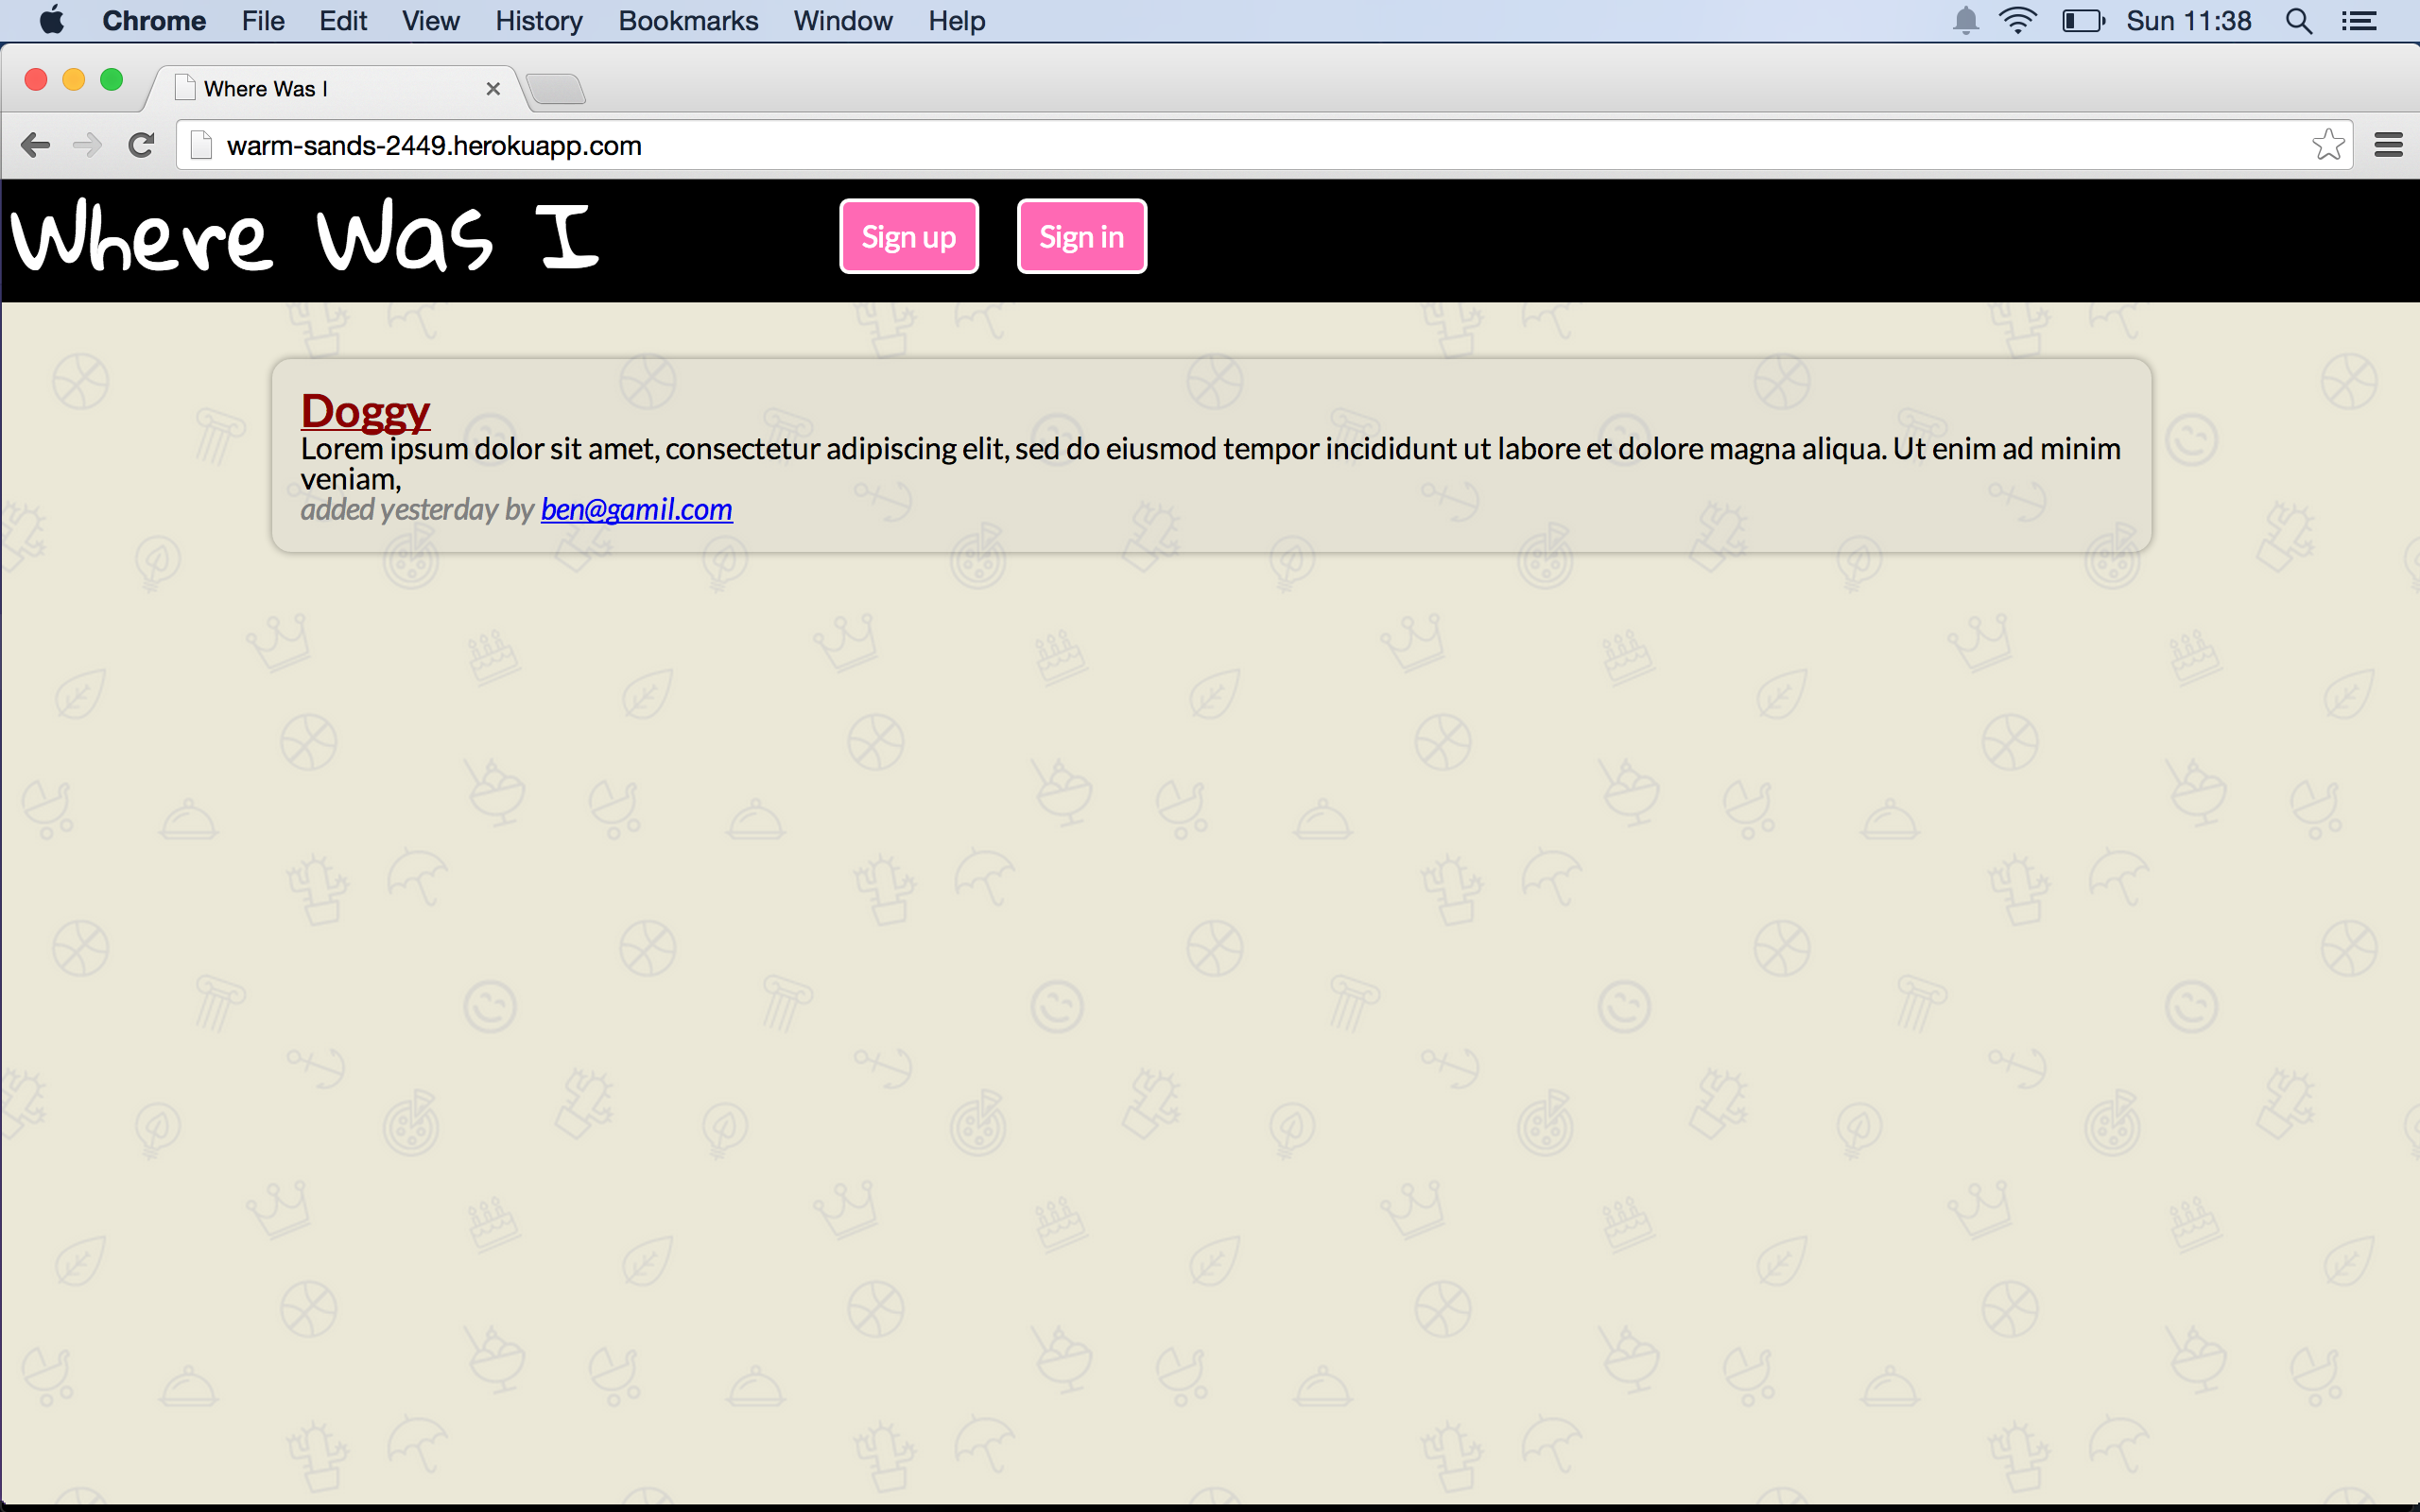 Chrome File Edit View History Bookmarks Window Help Sun 11:38
Where Was I
warm-sands-2449.herokuapp.com
Where Was I Sign up Sign in
Doggy
Lorem ipsum dolor sit amet, consectetur adipiscing elit, sed do eiusmod tempor incididunt ut labore et dolore magna aliqua. Ut enim ad minim
veniam,
added yesterday by ben@gamil.com